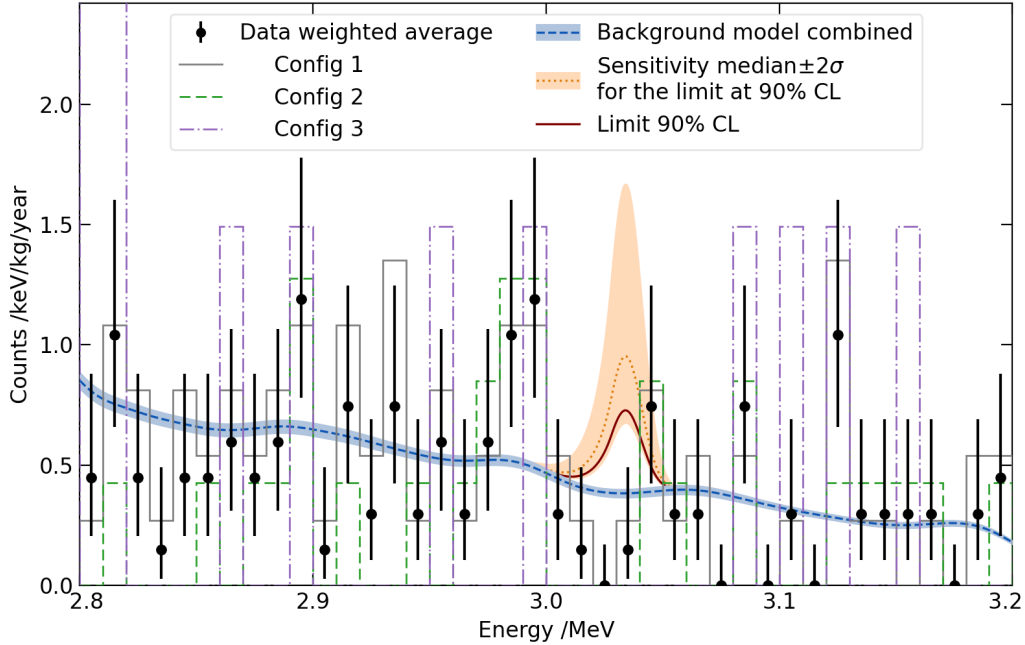 Data weighted average
Config 1
Config 2
Config 3
Background model combined
Sensitivity median±2σ
for the limit at 90% CL
Limit 90% CL
Counts /keV/kg/year
2.0
1.5
1.0
0.5
0.0
2.8
2.9
3.0
3.1
3.2
Energy /MeV